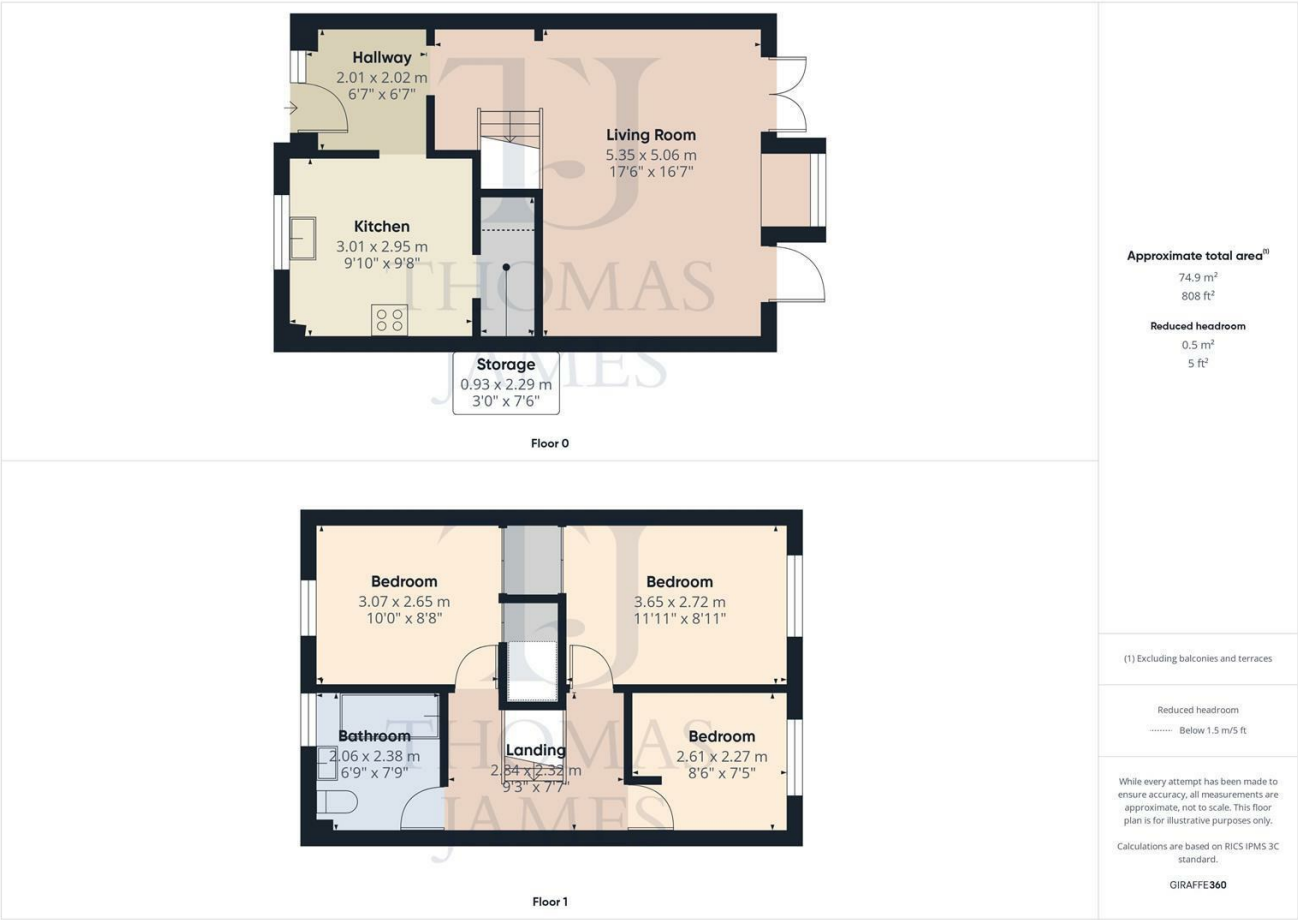 Hallway
2.01 x 2.02 m
6'7" x 6'7"
Living Room
5.35 x 5.06 m
17'6" x 16'7"
Kitchen
3.01 x 2.95 m
9'10" x 9'8"
TJ
THOMAS
JAMES
Storage
0.93 x 2.29 m
3'0" x 7'6"
Floor 0
Bedroom
3.07 x 2.65 m
10'0" x 8'8"
Bedroom
3.65 x 2.72 m
11'11" x 8'11"
Bathroom
2.06 x 2.38 m
6'9" x 7'9"
Landing
2.84 x 2.32 m
9'3" x 7'7"
Bedroom
2.61 x 2.27 m
8'6" x 7'5"
TJ
THOMAS
JAMES
Floor 1
Approximate total area(1)
74.9 m²
808 ft²
Reduced headroom
0.5 m²
5 ft²
(1) Excluding balconies and terraces
Reduced headroom
Below 1.5 m/5 ft
While every attempt has been made to
ensure accuracy, all measurements are
approximate, not to scale. This floor
plan is for illustrative purposes only.
Calculations are based on RICS IPMS 3C
standard.
GIRAFFE360